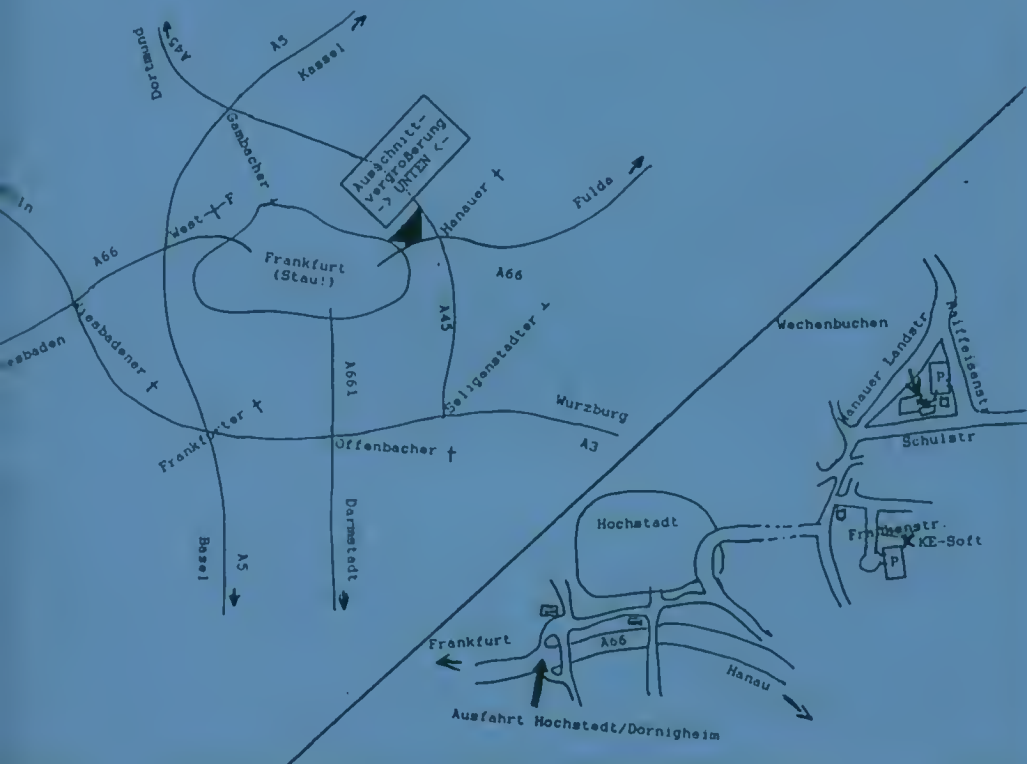 Dortmund
A45
A5
Kassel
Gambacher †
Ausschnitt-
vergrößerung
-> UNTEN <-
Hanauer †
Fulda
A66
West-†-F
A66
Frankfurt
(Stau!)
Wiesbadener †
A45
Seligenstadter †
A661
Frankfurter †
Offenbacher †
Wurzburg
A3
Basel
A5
Darmstadt
Wachenbuchen
Hanauer Landstr
Raiffeisenstr
P
Schulstr
Hochstadt
Frankenstr.
KE-Soft
P
Frankfurt
A66
Hanau
Ausfahrt Hochstadt/Dornigheim